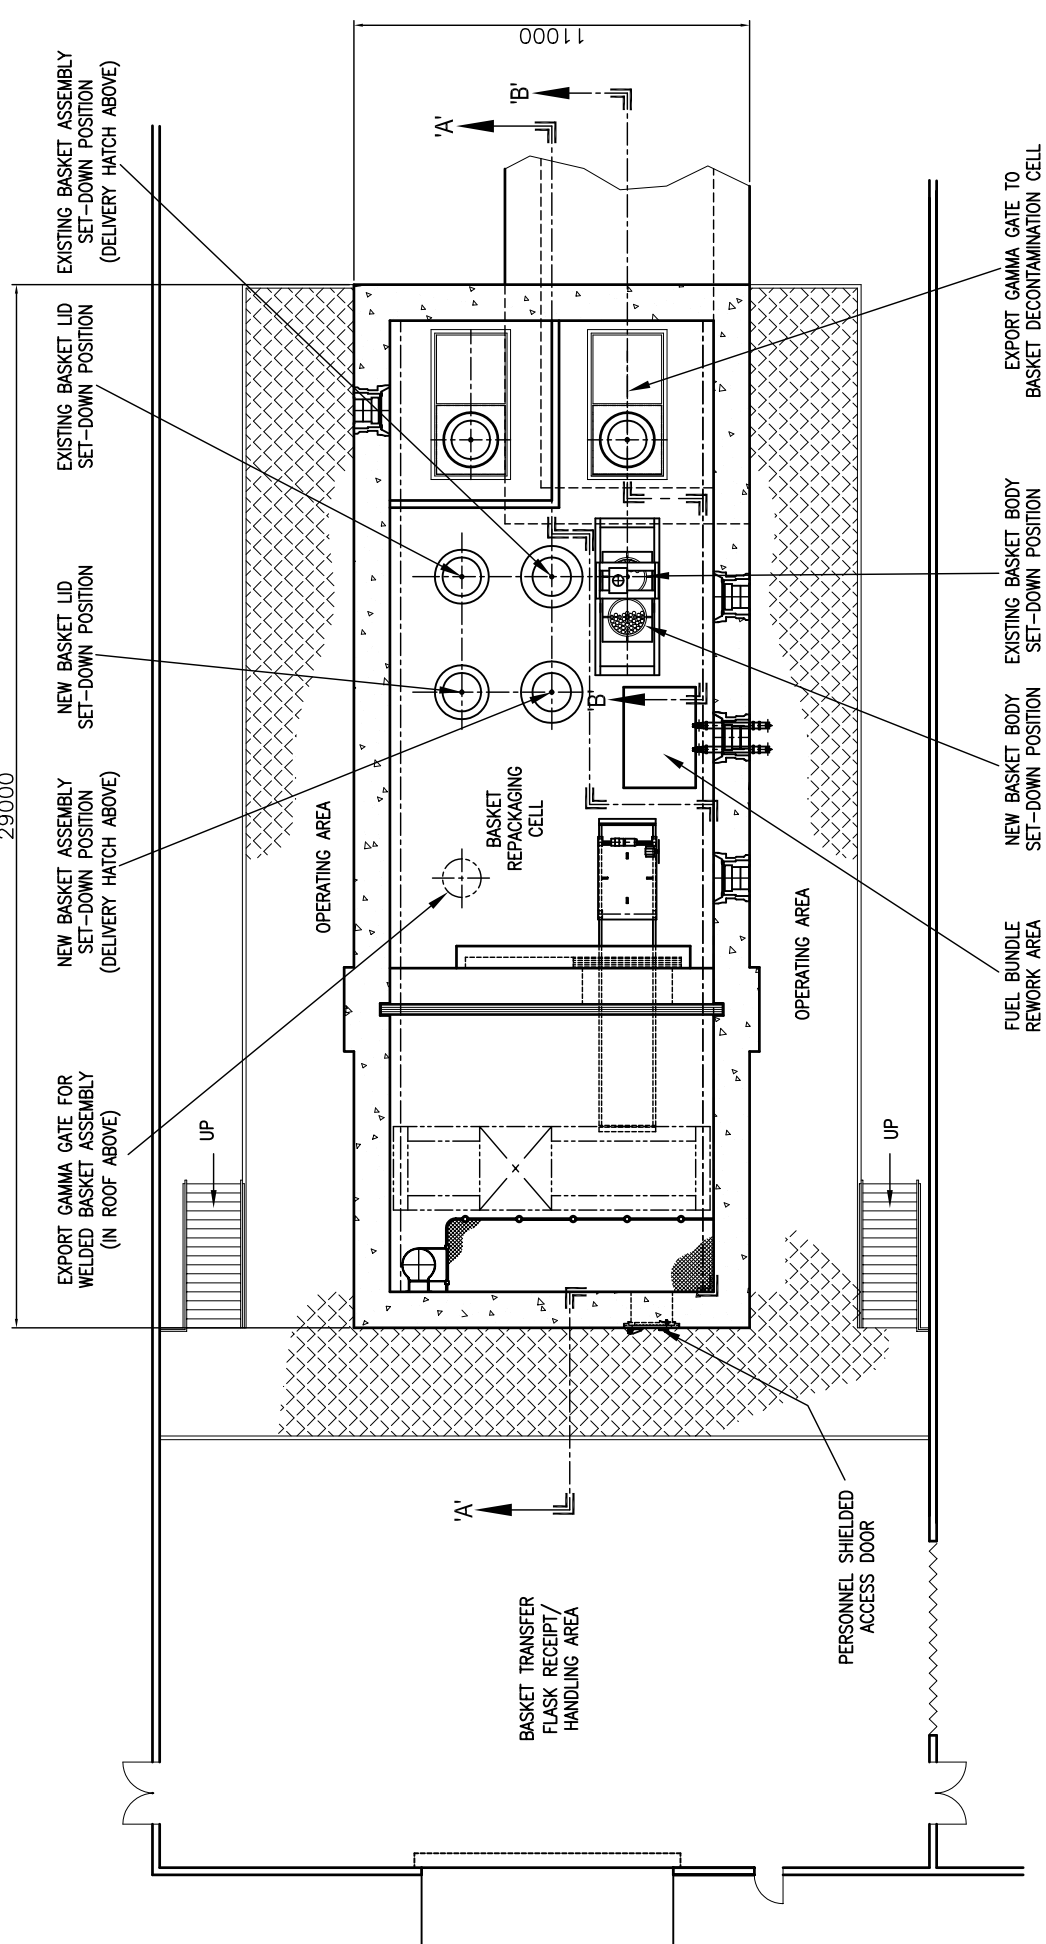 EXPORT GAMMA GATE FOR
WELDED BASKET ASSEMBLY
(IN ROOF ABOVE)
NEW BASKET ASSEMBLY
SET-DOWN POSITION
(DELIVERY HATCH ABOVE)
NEW BASKET LID
SET-DOWN POSITION
EXISTING BASKET LID
SET-DOWN POSITION
EXISTING BASKET ASSEMBLY
SET-DOWN POSITION
(DELIVERY HATCH ABOVE)
29000
11000
UP
OPERATING AREA
'A'
'B'
BASKET
REPACKAGING
CELL
'B'
'A'
BASKET TRANSFER
FLASK RECEIPT/
HANDLING AREA
OPERATING AREA
UP
PERSONNEL SHIELDED
ACCESS DOOR
FUEL BUNDLE
REWORK AREA
NEW BASKET BODY
SET-DOWN POSITION
EXISTING BASKET BODY
SET-DOWN POSITION
EXPORT GAMMA GATE TO
BASKET DECONTAMINATION CELL